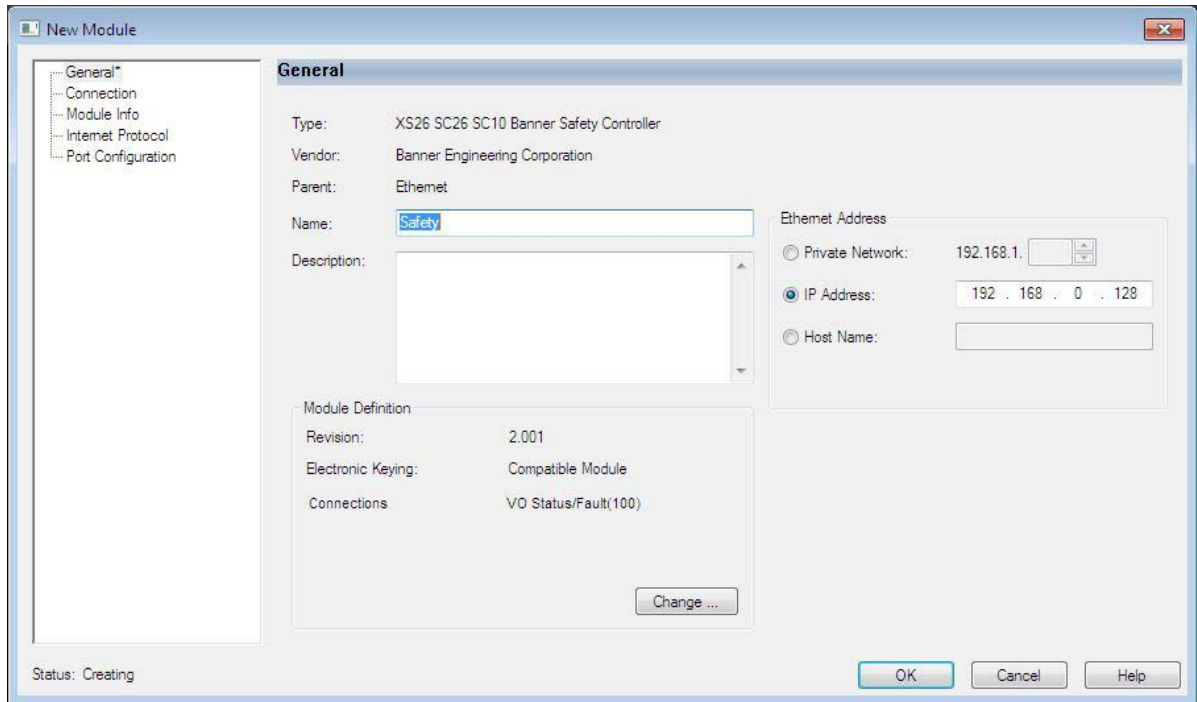 New Module
General*
Connection
Module Info
Internet Protocol
Port Configuration
General
Type: XS26 SC26 SC10 Banner Safety Controller
Vendor: Banner Engineering Corporation
Parent: Ethernet
Name: Safety
Description:
Ethernet Address
Private Network: 192.168.1.
IP Address: 192 . 168 . 0 . 128
Host Name:
Module Definition
Revision: 2.001
Electronic Keying: Compatible Module
Connections VO Status/Fault(100)
Change ...
Status: Creating
OK Cancel Help